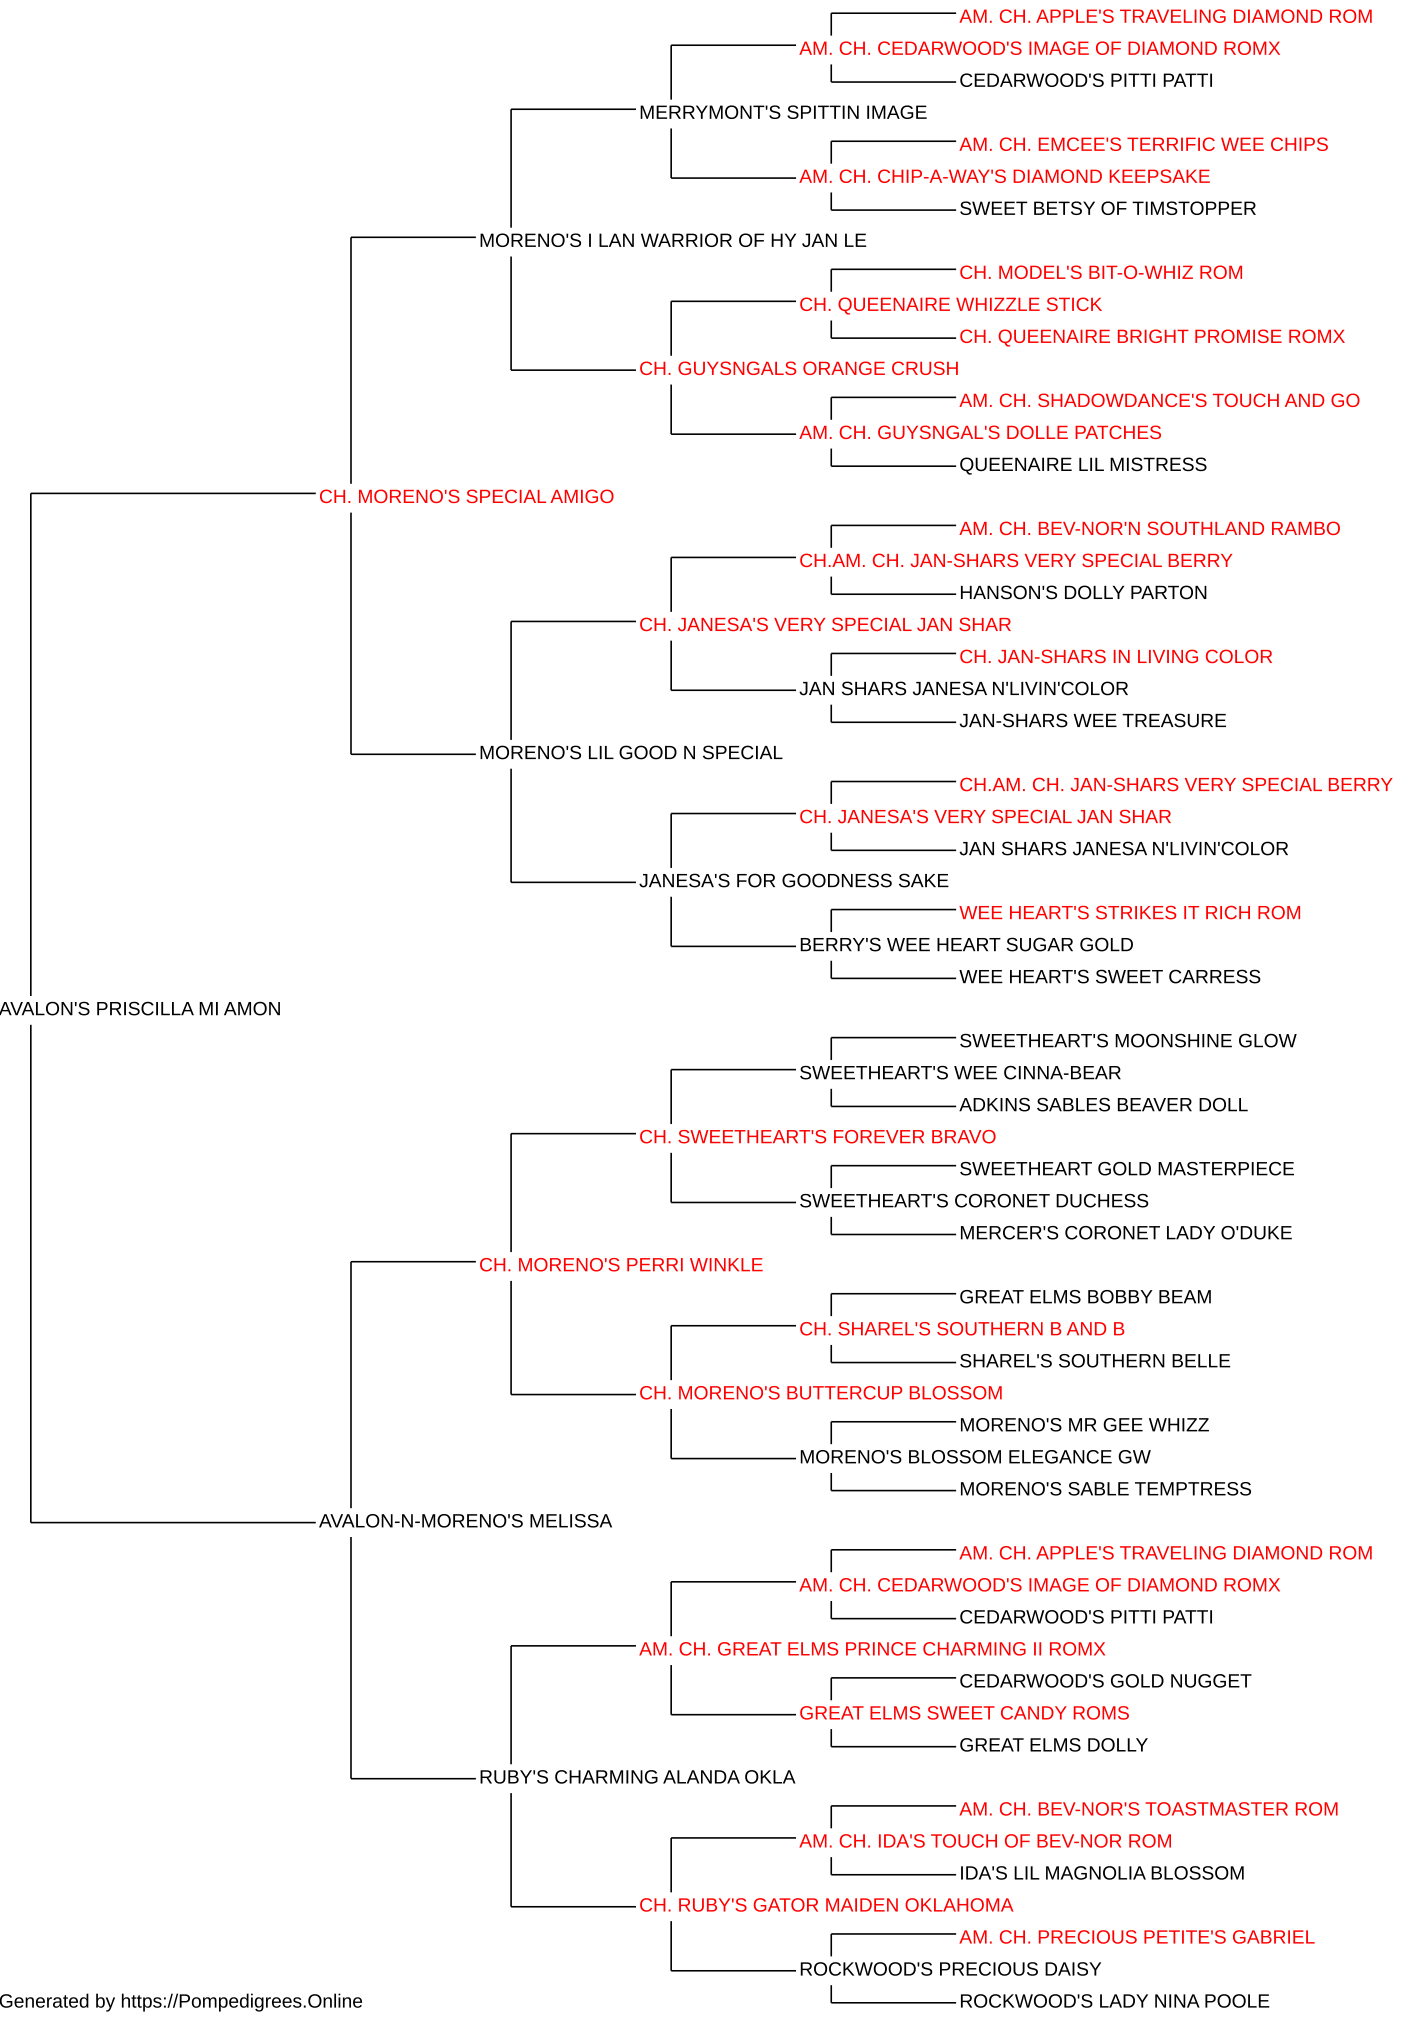 AM. CH. APPLE'S TRAVELING DIAMOND ROM
AM. CH. CEDARWOOD'S IMAGE OF DIAMOND ROMX
CEDARWOOD'S PITTI PATTI
MERRYMONT'S SPITTIN IMAGE
AM. CH. EMCEE'S TERRIFIC WEE CHIPS
AM. CH. CHIP-A-WAY'S DIAMOND KEEPSAKE
SWEET BETSY OF TIMSTOPPER
MORENO'S I LAN WARRIOR OF HY JAN LE
CH. MODEL'S BIT-O-WHIZ ROM
CH. QUEENAIRE WHIZZLE STICK
CH. QUEENAIRE BRIGHT PROMISE ROMX
CH. GUYSNGALS ORANGE CRUSH
AM. CH. SHADOWDANCE'S TOUCH AND GO
AM. CH. GUYSNGAL'S DOLLE PATCHES
QUEENAIRE LIL MISTRESS
CH. MORENO'S SPECIAL AMIGO
AM. CH. BEV-NOR'N SOUTHLAND RAMBO
CH.AM. CH. JAN-SHARS VERY SPECIAL BERRY
HANSON'S DOLLY PARTON
CH. JANESA'S VERY SPECIAL JAN SHAR
CH. JAN-SHARS IN LIVING COLOR
JAN SHARS JANESA N'LIVIN'COLOR
JAN-SHARS WEE TREASURE
MORENO'S LIL GOOD N SPECIAL
CH.AM. CH. JAN-SHARS VERY SPECIAL BERRY
CH. JANESA'S VERY SPECIAL JAN SHAR
JAN SHARS JANESA N'LIVIN'COLOR
JANESA'S FOR GOODNESS SAKE
WEE HEART'S STRIKES IT RICH ROM
BERRY'S WEE HEART SUGAR GOLD
WEE HEART'S SWEET CARRESS
AVALON'S PRISCILLA MI AMON
SWEETHEART'S MOONSHINE GLOW
SWEETHEART'S WEE CINNA-BEAR
ADKINS SABLES BEAVER DOLL
CH. SWEETHEART'S FOREVER BRAVO
SWEETHEART GOLD MASTERPIECE
SWEETHEART'S CORONET DUCHESS
MERCER'S CORONET LADY O'DUKE
CH. MORENO'S PERRI WINKLE
GREAT ELMS BOBBY BEAM
CH. SHAREL'S SOUTHERN B AND B
SHAREL'S SOUTHERN BELLE
CH. MORENO'S BUTTERCUP BLOSSOM
MORENO'S MR GEE WHIZZ
MORENO'S BLOSSOM ELEGANCE GW
MORENO'S SABLE TEMPTRESS
AVALON-N-MORENO'S MELISSA
AM. CH. APPLE'S TRAVELING DIAMOND ROM
AM. CH. CEDARWOOD'S IMAGE OF DIAMOND ROMX
CEDARWOOD'S PITTI PATTI
AM. CH. GREAT ELMS PRINCE CHARMING II ROMX
CEDARWOOD'S GOLD NUGGET
GREAT ELMS SWEET CANDY ROMS
GREAT ELMS DOLLY
RUBY'S CHARMING ALANDA OKLA
AM. CH. BEV-NOR'S TOASTMASTER ROM
AM. CH. IDA'S TOUCH OF BEV-NOR ROM
IDA'S LIL MAGNOLIA BLOSSOM
CH. RUBY'S GATOR MAIDEN OKLAHOMA
AM. CH. PRECIOUS PETITE'S GABRIEL
ROCKWOOD'S PRECIOUS DAISY
ROCKWOOD'S LADY NINA POOLE
Generated by https://Pompedigrees.Online